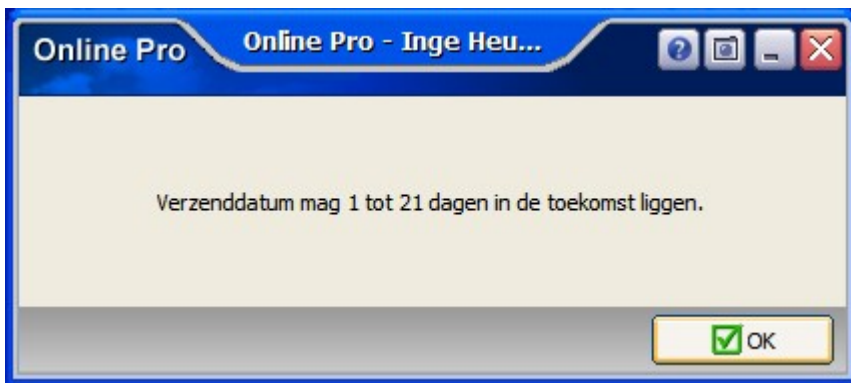 Online Pro
Online Pro - Inge Heu...
Verzenddatum mag 1 tot 21 dagen in de toekomst liggen.
OK